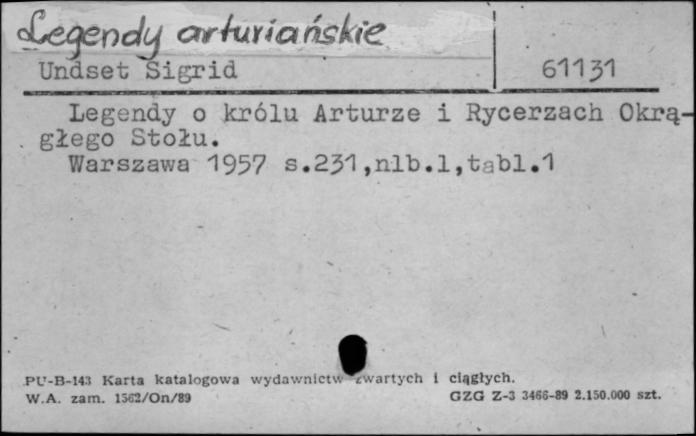 Legendy arturiańskie
Undset Sigrid 61131
Legendy o królu Arturze i Rycerzach Okrą-
głego Stołu.
Warszawa 1957 s.231,nlb.1,tabl.1
PU-B-143 Karta katalogowa wydawnictw zwartych i ciągłych.
W.A. zam. 1562/On/89 GZG Z-3 3466-89 2.150.000 szt.